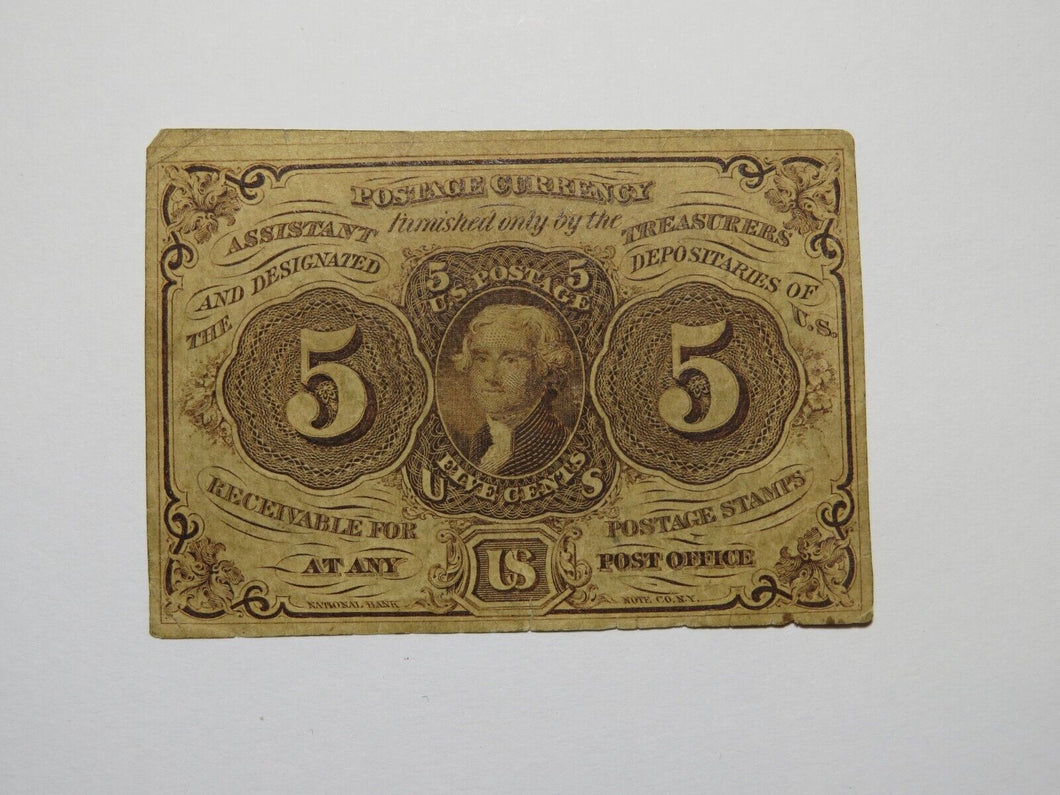 POSTAGE CURRENCY
furnished only by the
ASSISTANT TREASURERS
AND DESIGNATED DEPOSITARIES OF
THE U.S.
5 5
U.S. POSTAGE
5 5
FIVE CENTS
U S
RECEIVABLE FOR POSTAGE STAMPS
AT ANY US POST OFFICE
NATIONAL BANK NOTE CO. N.Y.